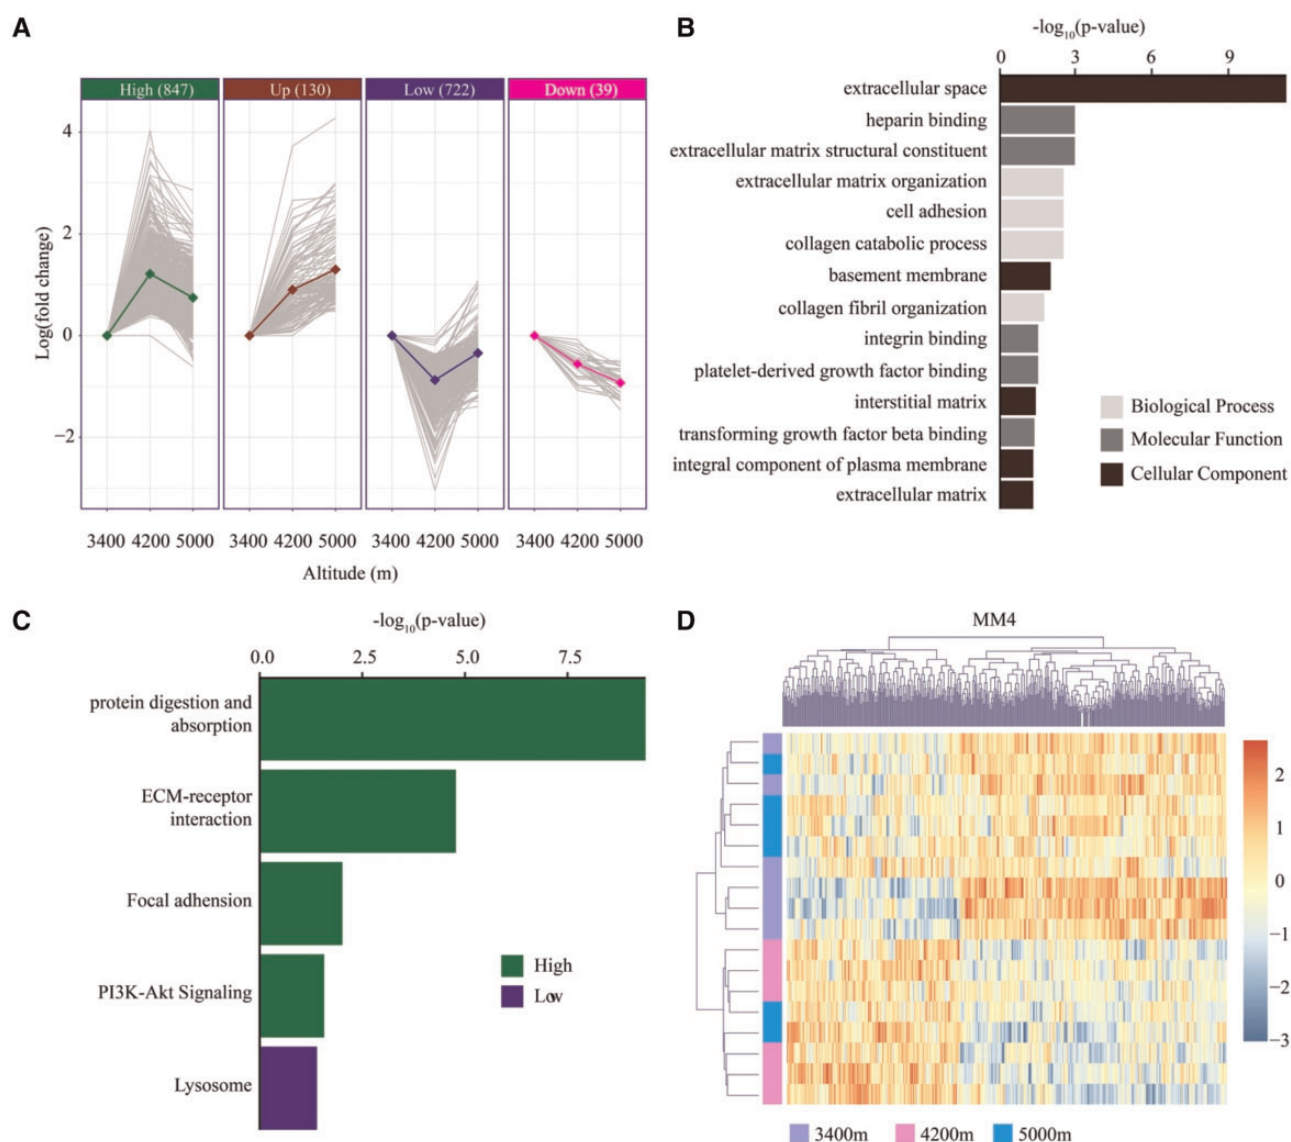 A
High (847)
Up (130)
Low (722)
Down (39)
Log(fold change)
4
2
0
−2
3400 4200 5000
3400 4200 5000
3400 4200 5000
3400 4200 5000
Altitude (m)
B
-log10(p-value)
0 3 6 9
extracellular space
heparin binding
extracellular matrix structural constituent
extracellular matrix organization
cell adhesion
collagen catabolic process
basement membrane
collagen fibril organization
integrin binding
platelet-derived growth factor binding
interstitial matrix
transforming growth factor beta binding
integral component of plasma membrane
extracellular matrix
Biological Process
Molecular Function
Cellular Component
C
-log10(p-value)
0.0 2.5 5.0 7.5
protein digestion and
absorption
ECM-receptor
interaction
Focal adhension
PI3K-Akt Signaling
Lysosome
High
Low
D
MM4
2
1
0
−1
−2
−3
3400m 4200m 5000m